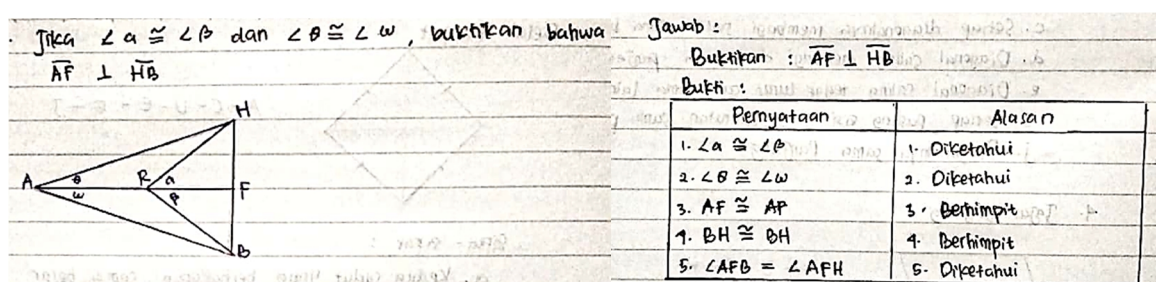 . Jika ∠a ≅ ∠β dan ∠θ ≅ ∠ω, buktikan bahwa
AF ⊥ HB
H
A
θ
ω
R
a
β
F
B
Jawab :
Buktikan : AF ⊥ HB
Bukti :
Pernyataan Alasan
1. ∠a ≅ ∠β 1. Diketahui
2. ∠θ ≅ ∠ω 2. Diketahui
3. AF ≅ AF 3. Berhimpit
4. BH ≅ BH 4. Berhimpit
5. ∠AFB = ∠AFH 5. Diketahui